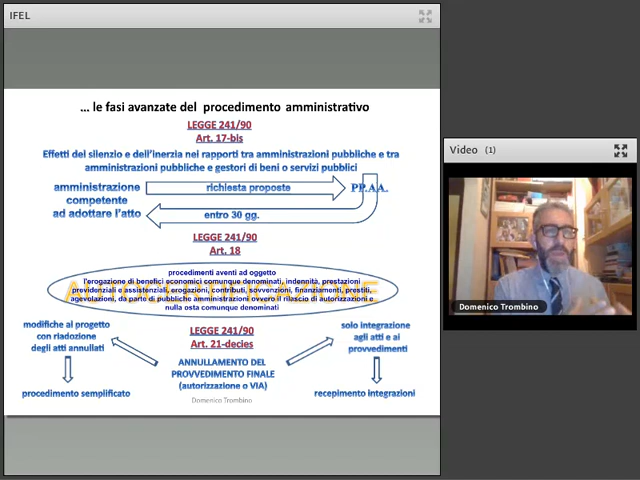 IFEL
... le fasi avanzate del procedimento amministrativo
LEGGE 241/90
Art. 17-bis
Effetti del silenzio e dell'inerzia nei rapporti tra amministrazioni pubbliche e tra
amministrazioni pubbliche e gestori di beni o servizi pubblici
amministrazione
competente
ad adottare l'atto
richiesta proposte
PP.AA.
entro 30 gg.
LEGGE 241/90
Art. 18
procedimenti aventi ad oggetto
l'erogazione di benefici economici comunque denominati, indennità, prestazioni
previdenziali e assistenziali, erogazioni, contributi, sovvenzioni, finanziamenti, prestiti,
agevolazioni, da parte di pubbliche amministrazioni ovvero il rilascio di autorizzazioni e
nulla osta comunque denominati
modifiche al progetto
con riadozione
degli atti annullati
LEGGE 241/90
Art. 21-decies
solo integrazione
agli atti e ai
provvedimenti
ANNULLAMENTO DEL
PROVVEDIMENTO FINALE
(autorizzazione o VIA)
procedimento semplificato
recepimento integrazioni
Domenico Trombino
Video (1)
Domenico Trombino